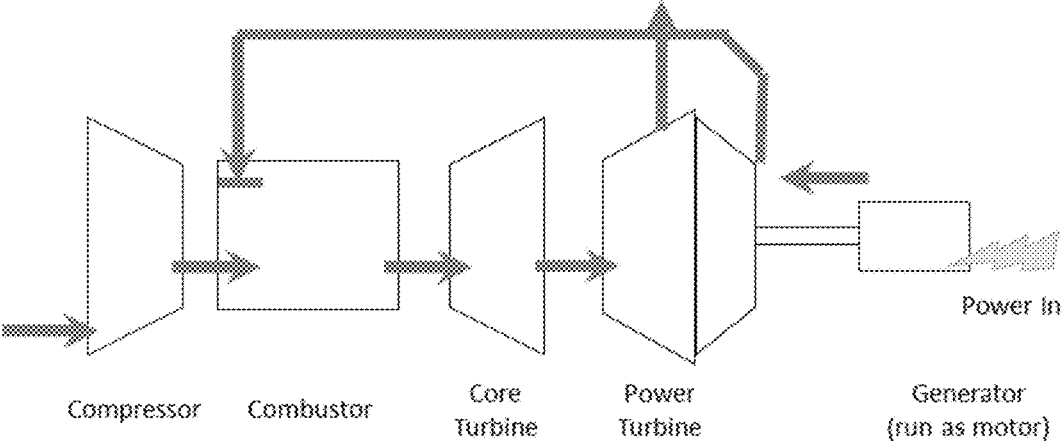 Power In
Compressor
Combustor
Core
Turbine
Power
Turbine
Generator
(run as motor)